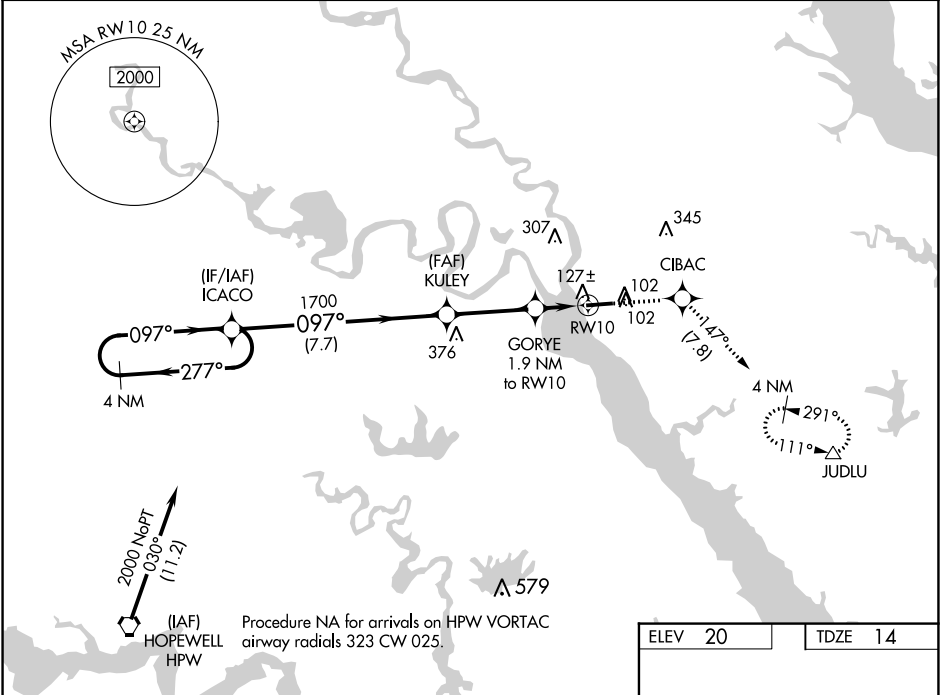 MSA RW10 25 NM
2000
307
345
(FAF)
KULEY
CIBAC
(IF/IAF)
ICACO
127±
102
1700
097°
097°
(7.7)
RW10
102
147°
(7.8)
376
GORYE
1.9 NM
to RW10
277°
4 NM
4 NM
291°
111°
JUDLU
2000 NoPT
030°
(11.2)
579
(IAF)
HOPEWELL
HPW
Procedure NA for arrivals on HPW VORTAC
airway radials 323 CW 025.
ELEV 20
TDZE 14